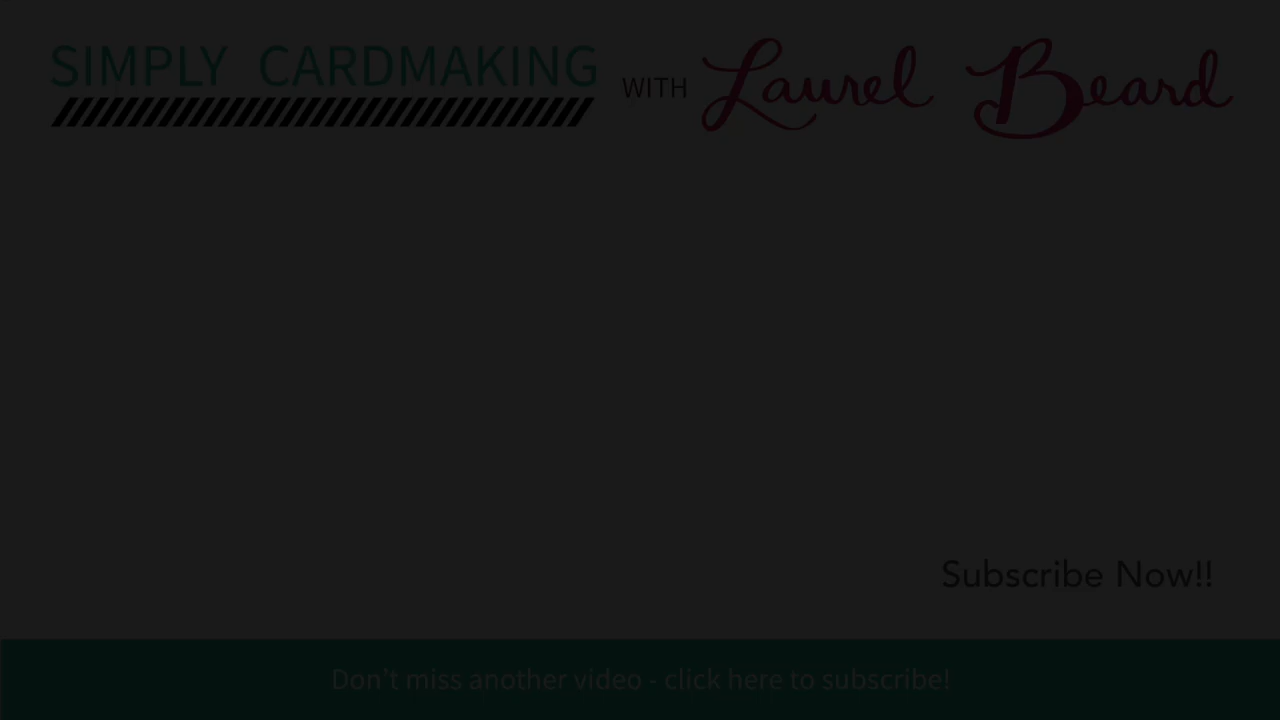 SIMPLY CARDMAKING WITH Laurel Beard
Subscribe Now!!
Don't miss another video - click here to subscribe!